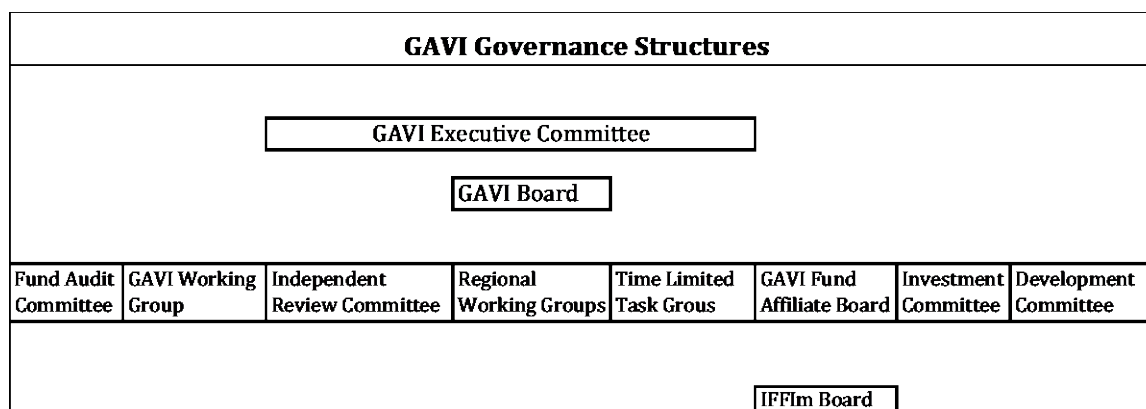 GAVI Governance Structures
GAVI Executive Committee
GAVI Board
Fund Audit Committee
GAVI Working Group
Independent Review Committee
Regional Working Groups
Time Limited Task Grous
GAVI Fund Affiliate Board
Investment Committee
Development Committee
IFFIm Board